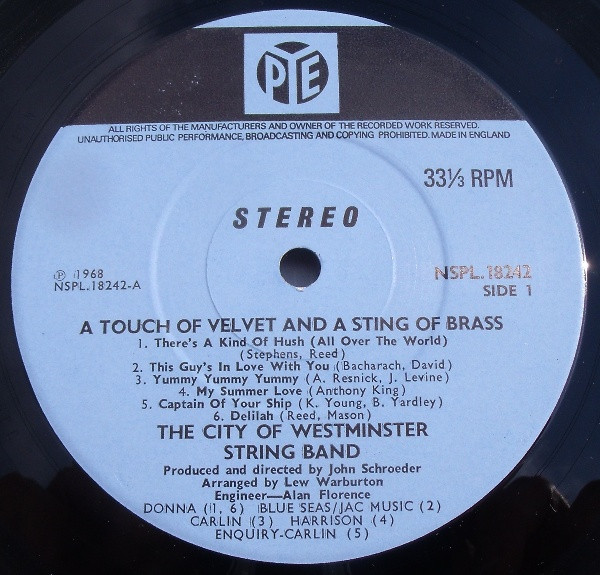 PYE
ALL RIGHTS OF THE MANUFACTURERS AND OWNER OF THE RECORDED WORK RESERVED.
UNAUTHORISED PUBLIC PERFORMANCE, BROADCASTING AND COPYING PROHIBITED. MADE IN ENGLAND
33⅓ RPM
STEREO
℗ 1968
NSPL.18242-A
NSPL.18242
SIDE 1
A TOUCH OF VELVET AND A STING OF BRASS
1. There's A Kind Of Hush (All Over The World)
(Stephens, Reed)
2. This Guy's In Love With You (Bacharach, David)
3. Yummy Yummy Yummy (A. Resnick, J. Levine)
4. My Summer Love (Anthony King)
5. Captain Of Your Ship (K. Young, B. Yardley)
6. Delilah (Reed, Mason)
THE CITY OF WESTMINSTER
STRING BAND
Produced and directed by John Schroeder
Arranged by Lew Warburton
Engineer—Alan Florence
DONNA (1, 6) BLUE SEAS/JAC MUSIC (2)
CARLIN (3) HARRISON (4)
ENQUIRY-CARLIN (5)